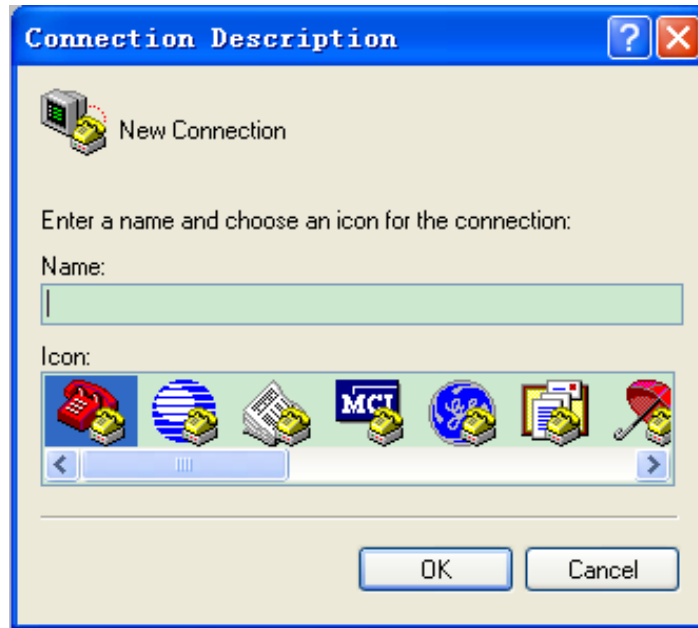 Connection Description
New Connection
Enter a name and choose an icon for the connection:
Name:
Icon:
MCI
OK Cancel